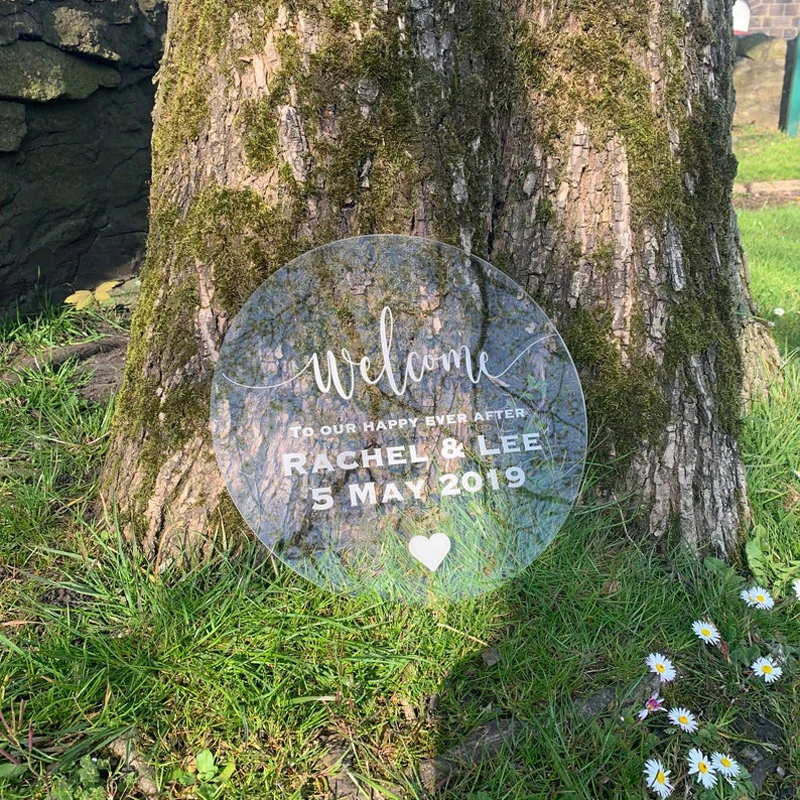 welcome
TO OUR HAPPY EVER AFTER
RACHEL & LEE
5 MAY 2019